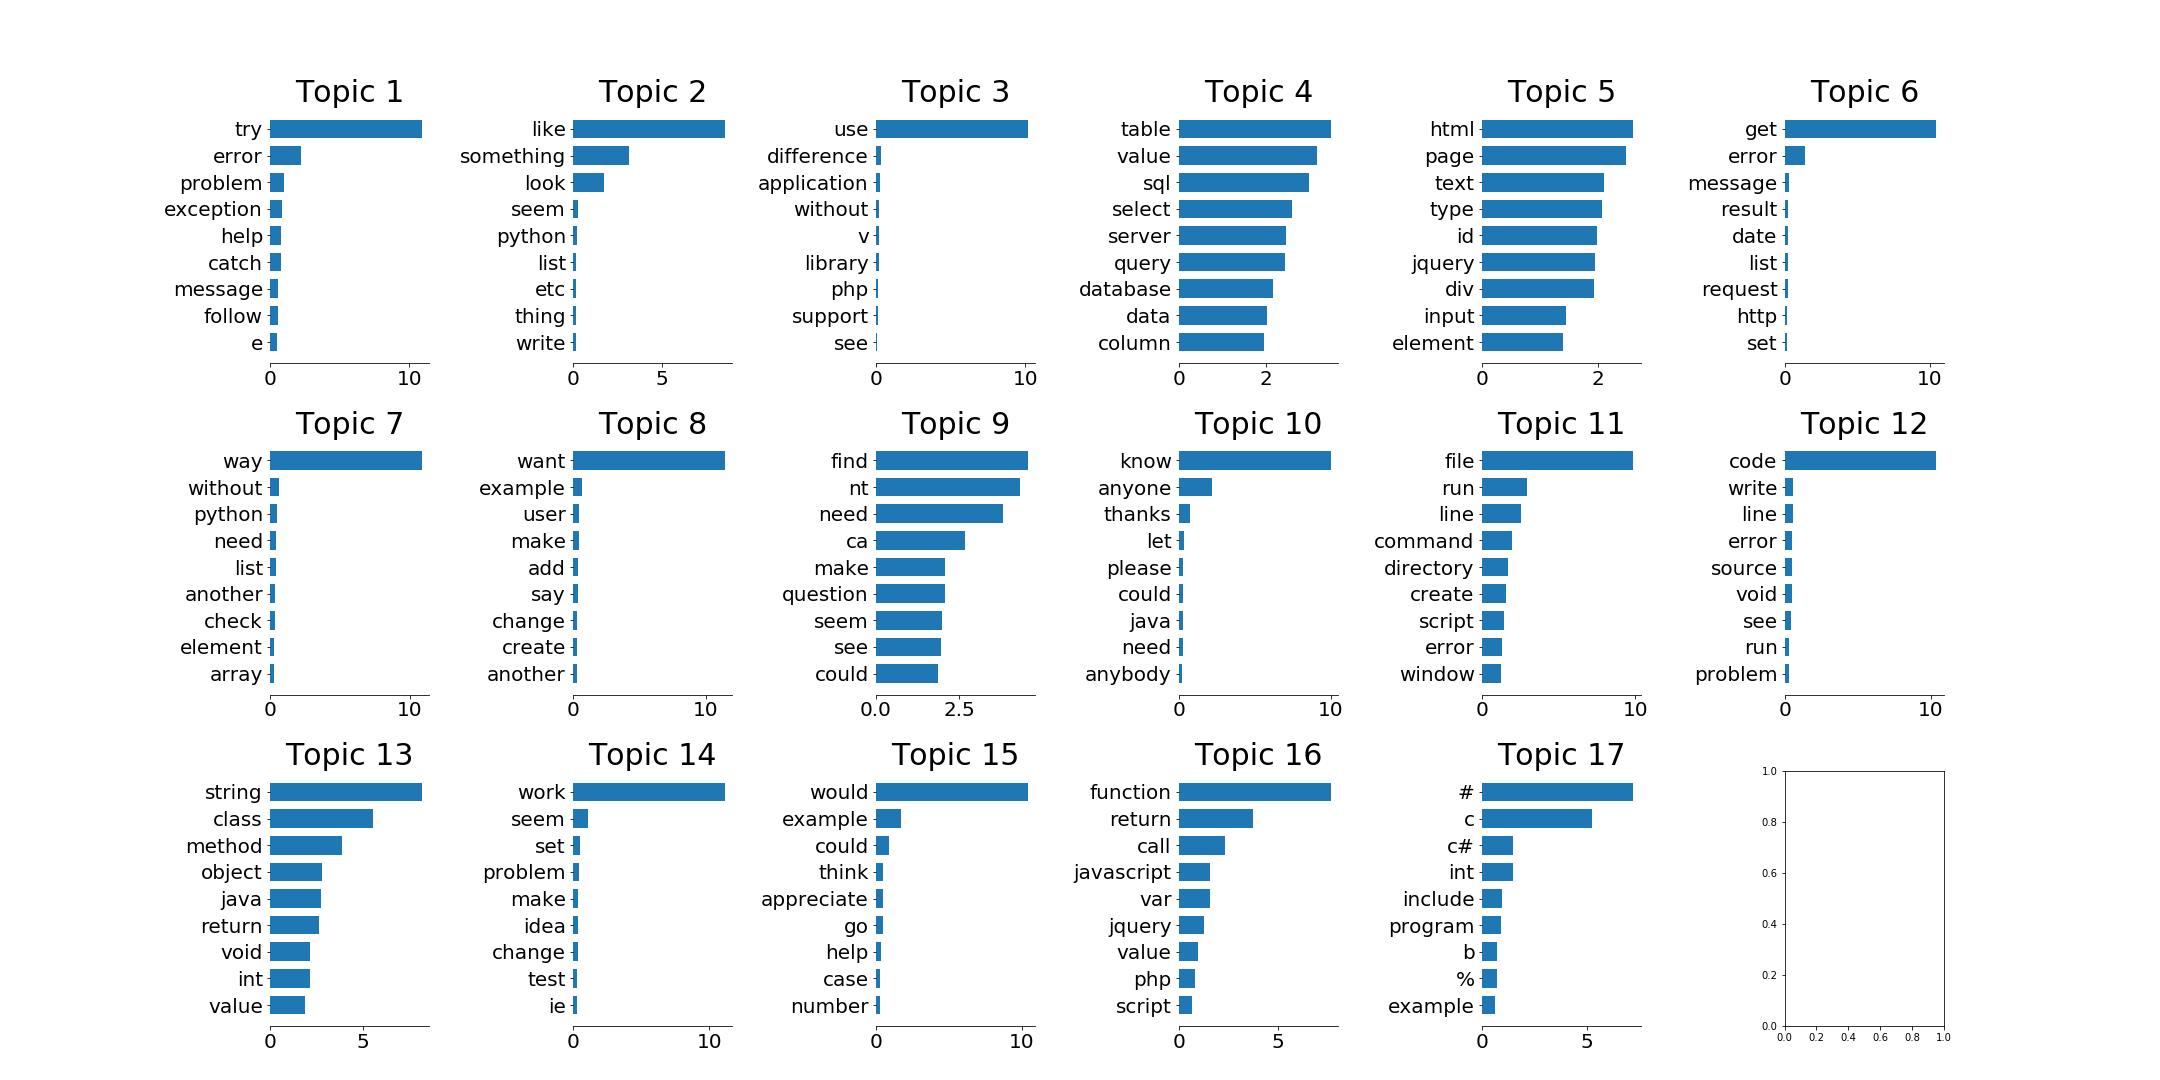 Topic 1
try
error
problem
exception
help
catch
message
follow
e
0 10
Topic 2
like
something
look
seem
python
list
etc
thing
write
0 5
Topic 3
use
difference
application
without
v
library
php
support
see
0 10
Topic 4
table
value
sql
select
server
query
database
data
column
0 2
Topic 5
html
page
text
type
id
jquery
div
input
element
0 2
Topic 6
get
error
message
result
date
list
request
http
set
0 10
Topic 7
way
without
python
need
list
another
check
element
array
0 10
Topic 8
want
example
user
make
add
say
change
create
another
0 10
Topic 9
find
nt
need
ca
make
question
seem
see
could
0.0 2.5
Topic 10
know
anyone
thanks
let
please
could
java
need
anybody
0 10
Topic 11
file
run
line
command
directory
create
script
error
window
0 10
Topic 12
code
write
line
error
source
void
see
run
problem
0 10
Topic 13
string
class
method
object
java
return
void
int
value
0 5
Topic 14
work
seem
set
problem
make
idea
change
test
ie
0 10
Topic 15
would
example
could
think
appreciate
go
help
case
number
0 10
Topic 16
function
return
call
javascript
var
jquery
value
php
script
0 5
Topic 17
#
c
c#
int
include
program
b
%
example
0 5
1.0
0.8
0.6
0.4
0.2
0.0
0.0 0.2 0.4 0.6 0.8 1.0